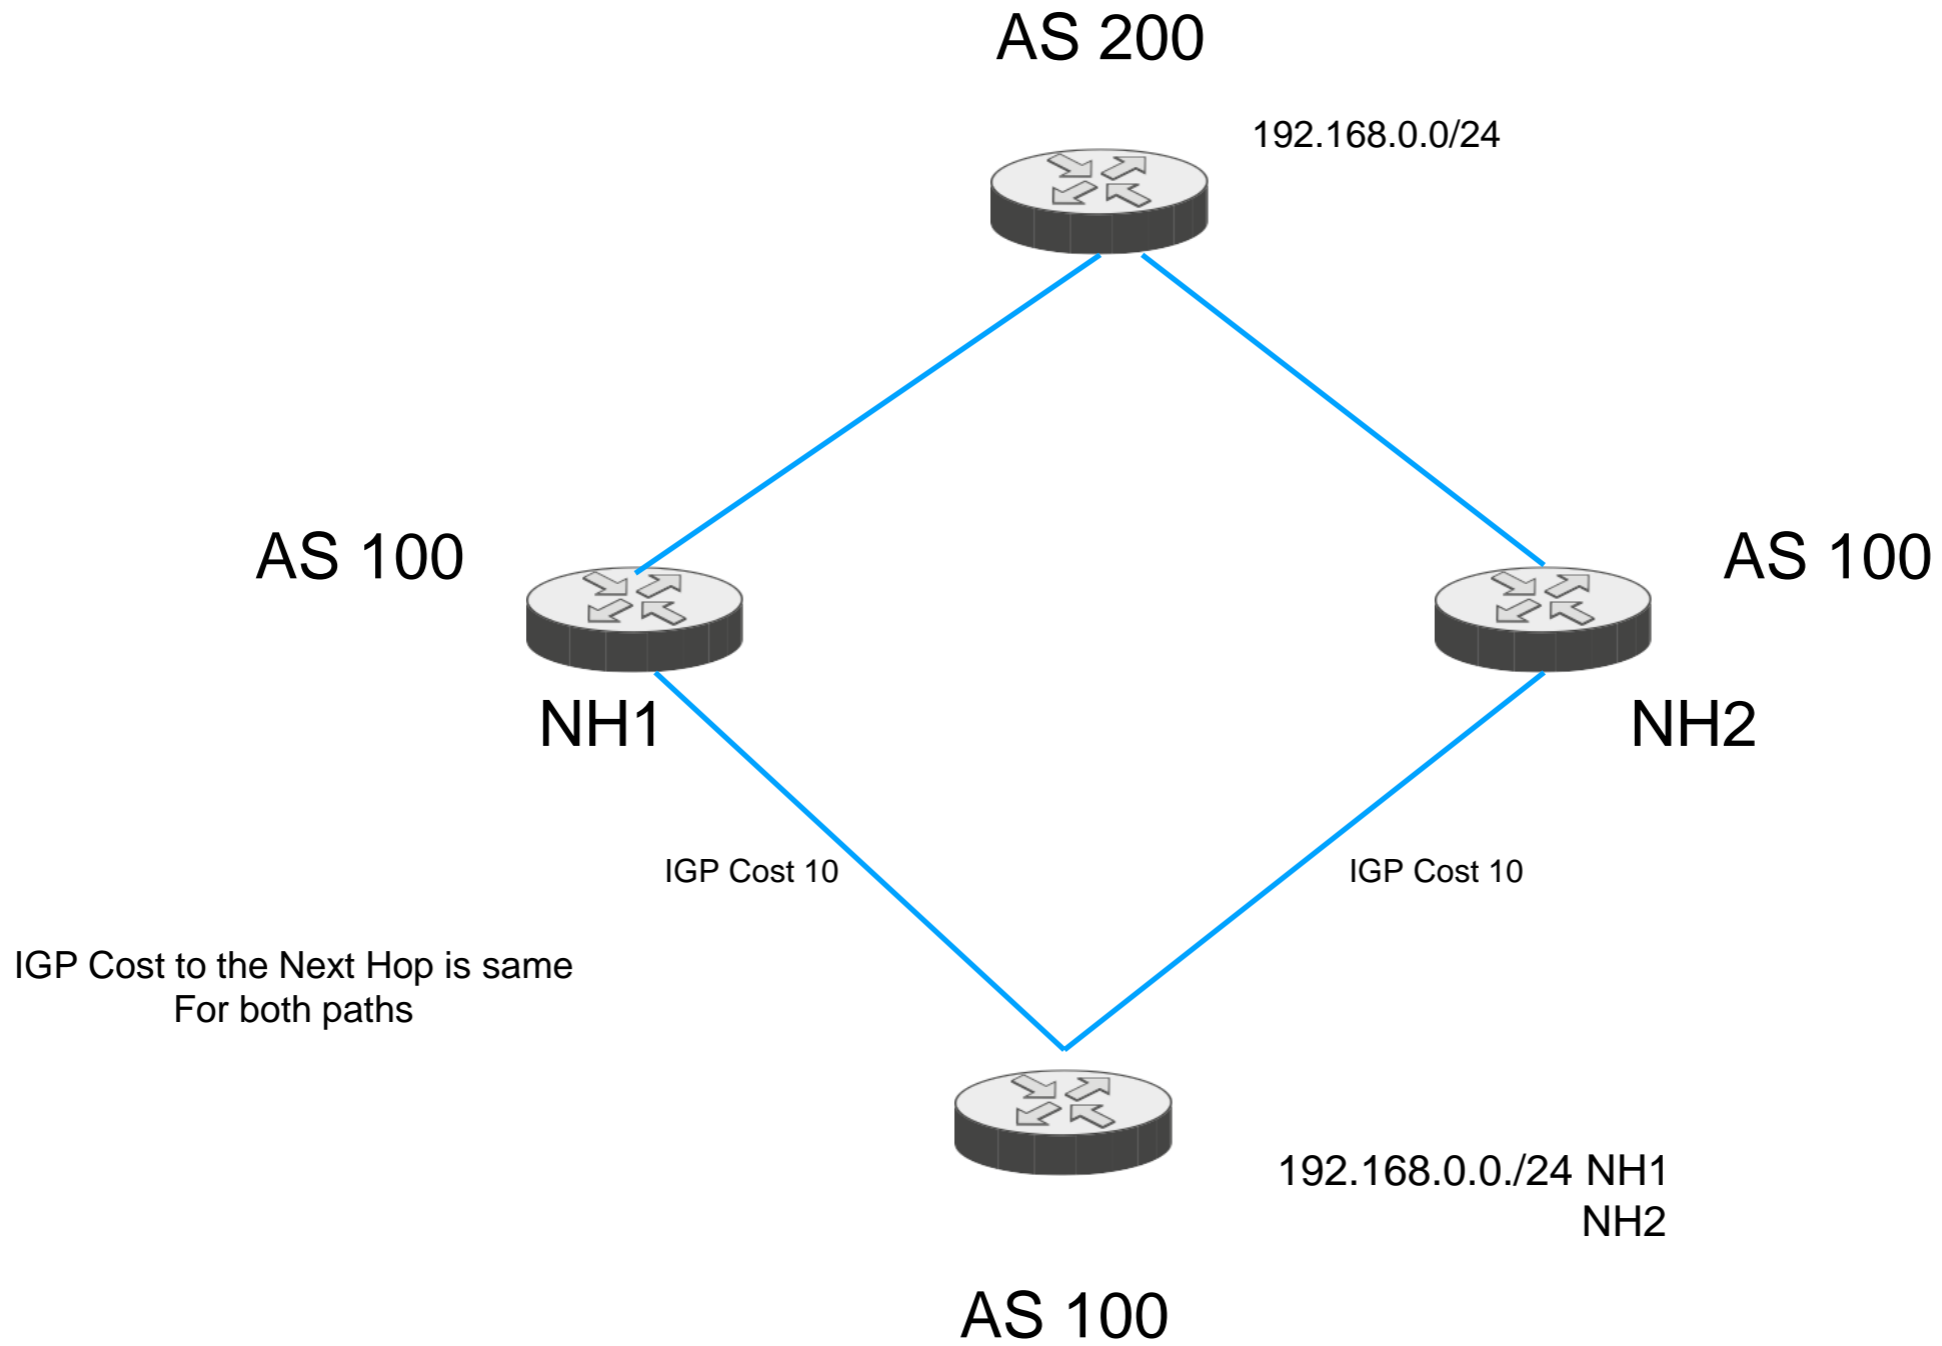 AS 200
192.168.0.0/24
AS 100
AS 100
NH1
NH2
IGP Cost 10
IGP Cost 10
IGP Cost to the Next Hop is same
For both paths
192.168.0.0./24 NH1
NH2
AS 100